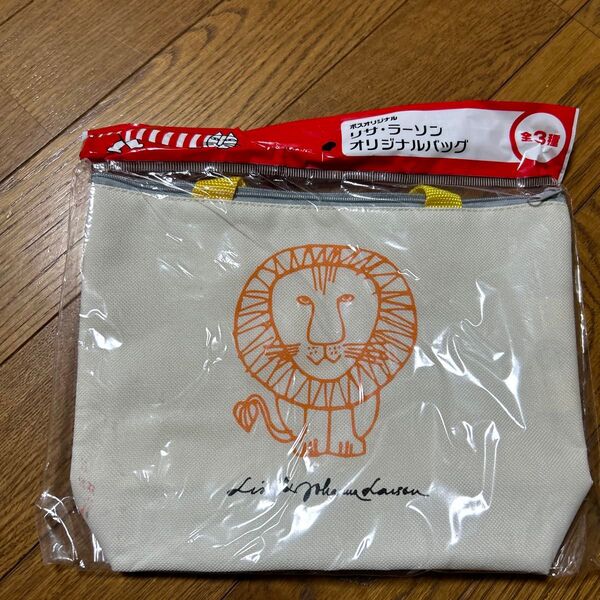 ボスオリジナル
リサ・ラーソン
オリジナルバッグ
全3種
Lisa & Johanna Larson